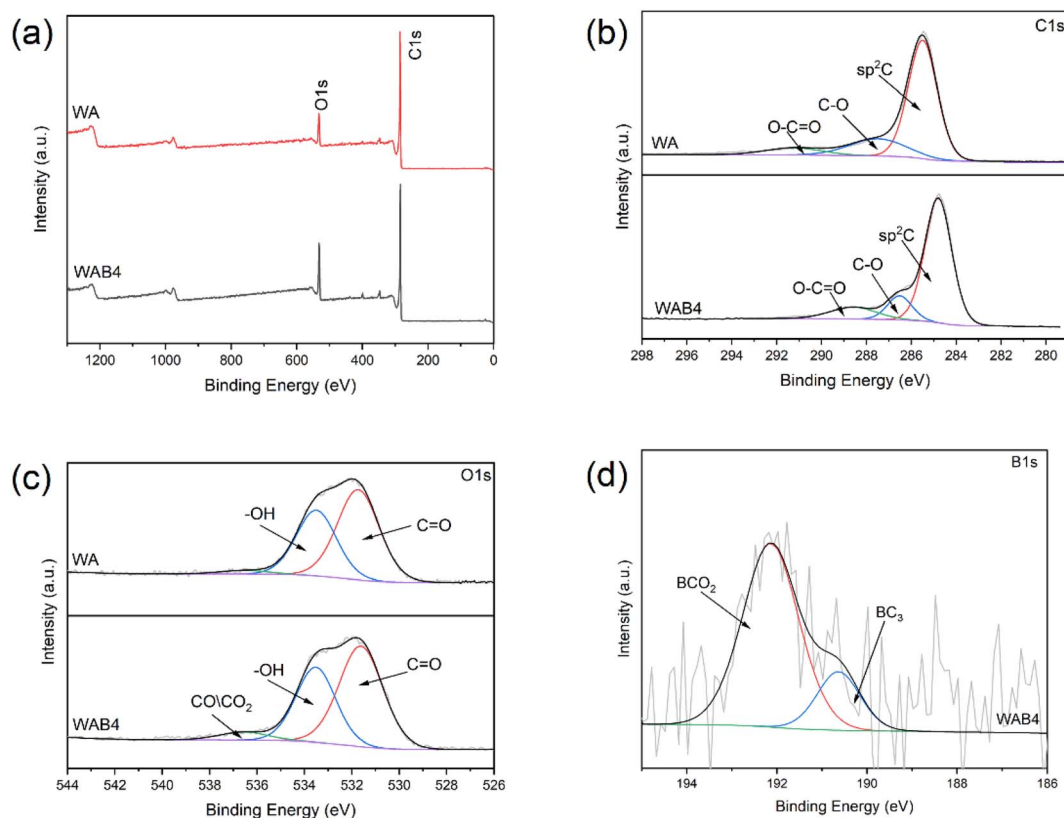 (a)
C1s
O1s
WA
WAB4
Intensity (a.u.)
1200 1000 800 600 400 200 0
Binding Energy (eV)
(b)
C1s
sp²C
C-O
O-C=O
WA
sp²C
C-O
O-C=O
WAB4
Intensity (a.u.)
298 296 294 292 290 288 286 284 282 280
Binding Energy (eV)
(c)
O1s
-OH
C=O
WA
-OH
C=O
CO\CO₂
WAB4
Intensity (a.u.)
544 542 540 538 536 534 532 530 528 526
Binding Energy (eV)
(d)
B1s
BCO₂
BC₃
WAB4
Intensity (a.u.)
194 192 190 188 186
Binding Energy (eV)